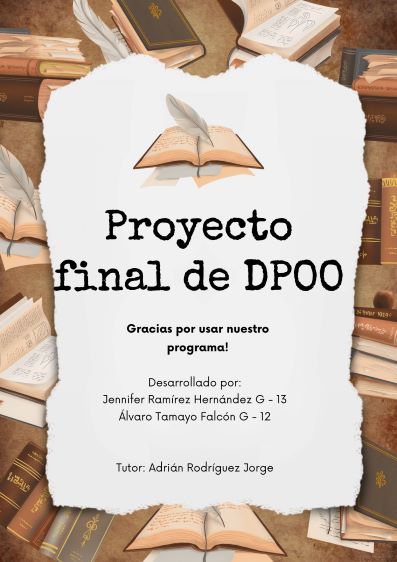 Proyecto
final de DPOO
Gracias por usar nuestro
programa!
Desarrollado por:
Jennifer Ramírez Hernández G - 13
Álvaro Tamayo Falcón G - 12
Tutor: Adrián Rodríguez Jorge